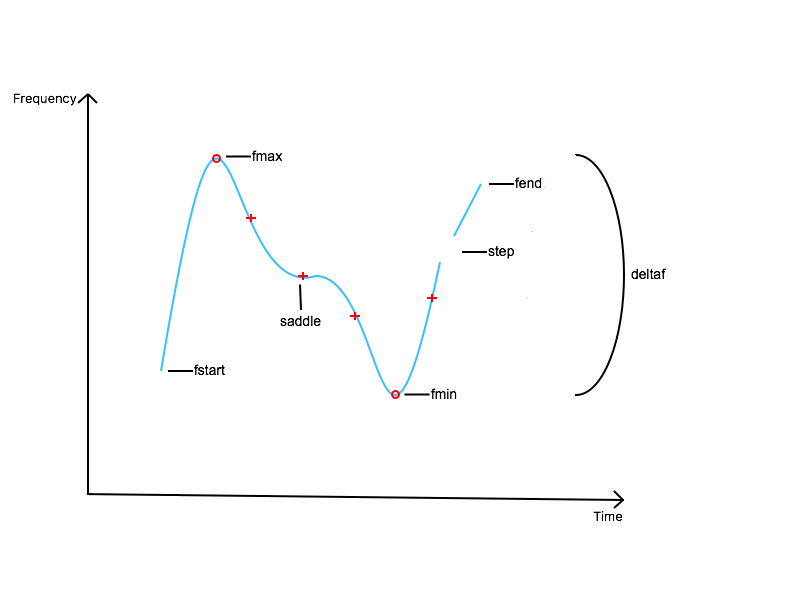 Frequency
fmax
fend
step
deltaf
saddle
fstart
fmin
Time